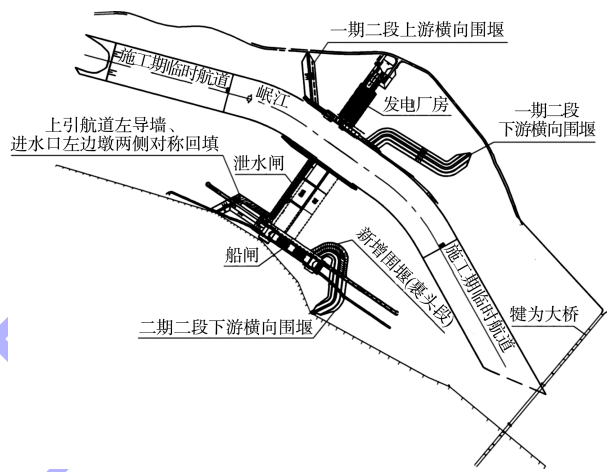 一期二段上游横向围堰
施工期临时航道
岷江
发电厂房
一期二段
下游横向围堰
上引航道左导墙、
进水口左边墩两侧对称回填
泄水闸
船闸
新增围堰(裹头段)
施工期临时航道
犍为大桥
二期二段下游横向围堰